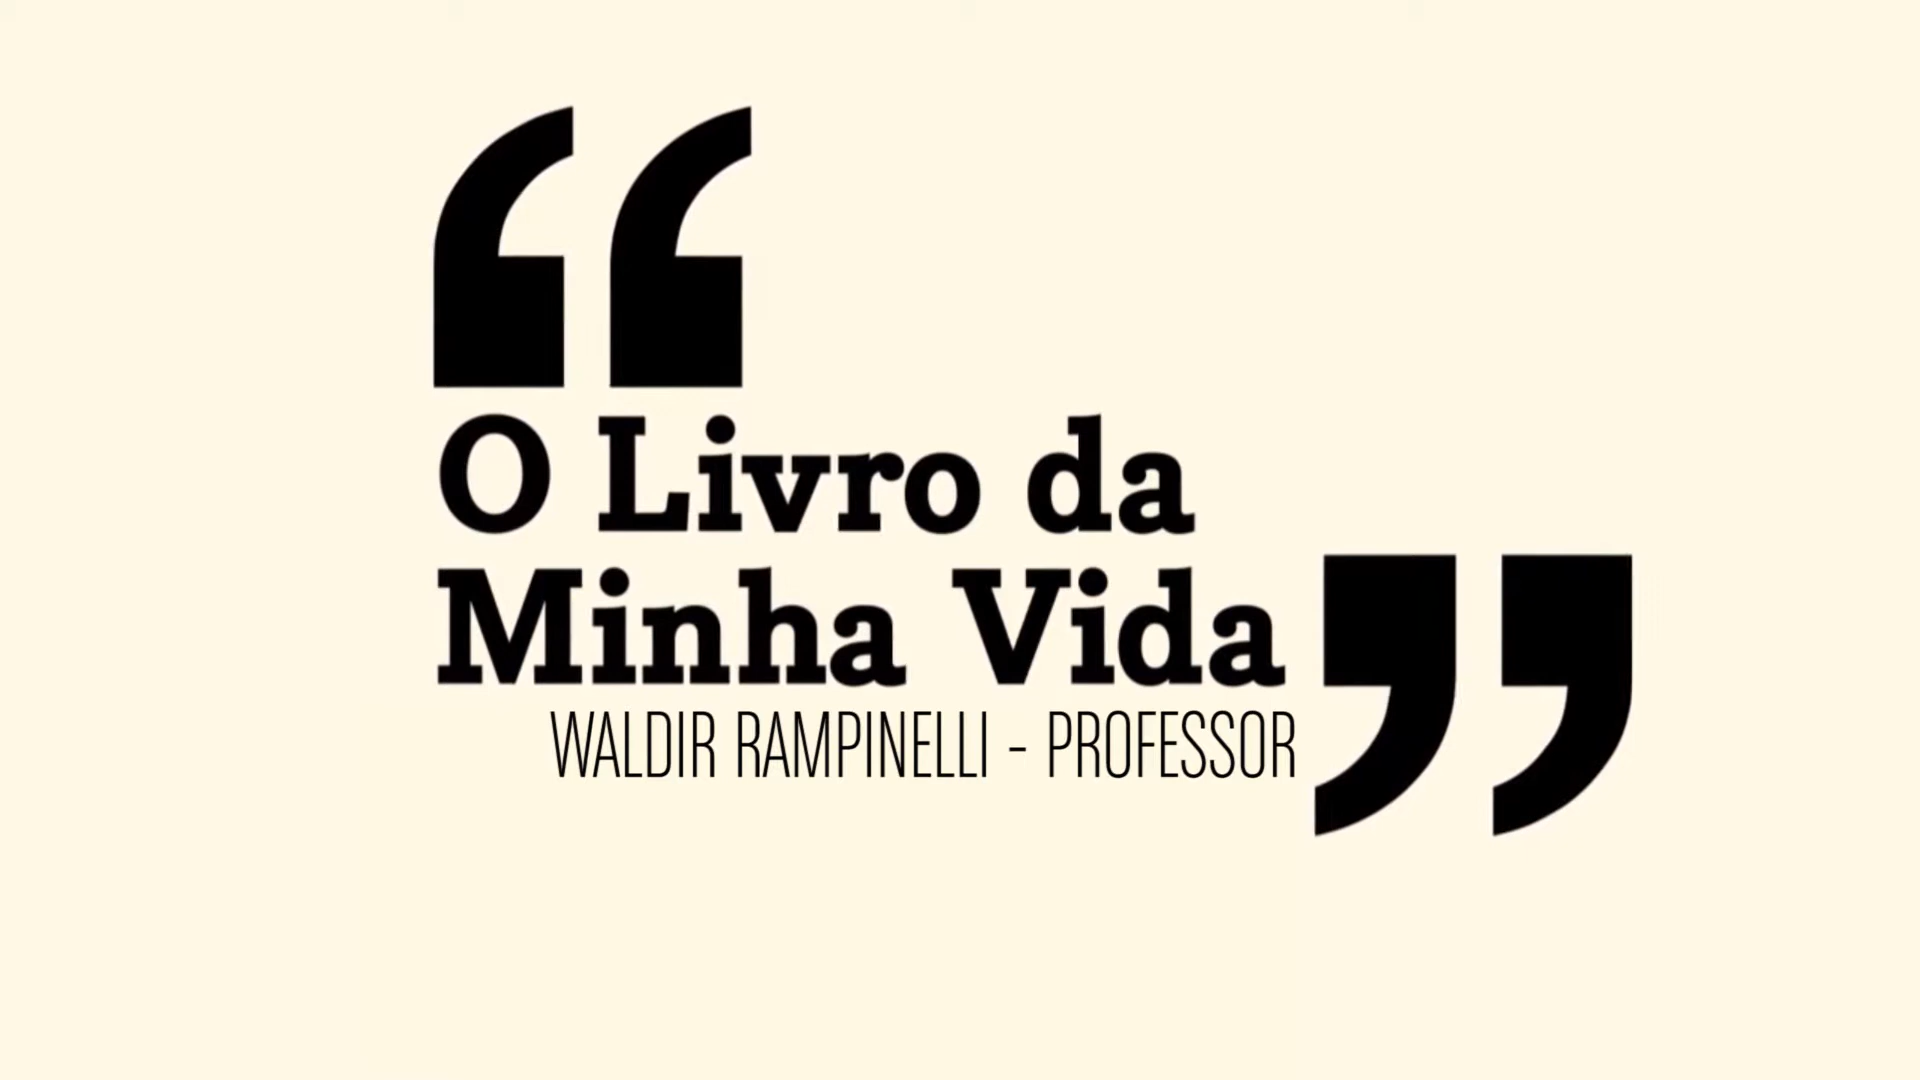 “
O Livro da
Minha Vida ”
WALDIR RAMPINELLI - PROFESSOR